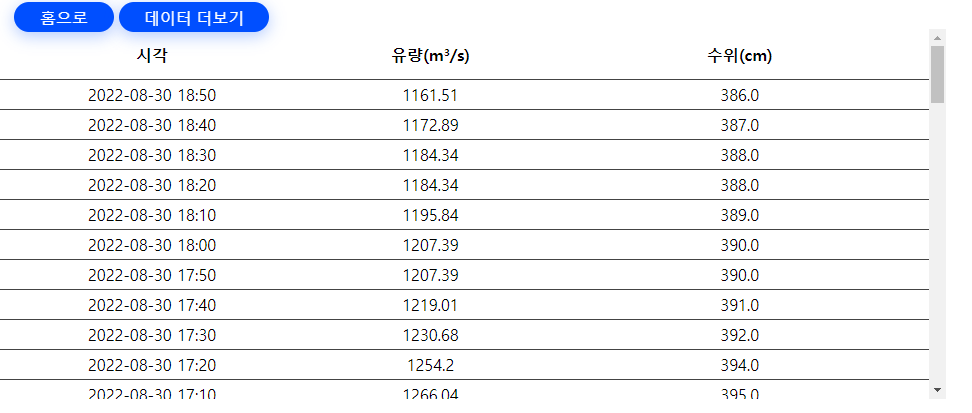 홈으로 데이터 더보기
시각 유량(m³/s) 수위(cm)
2022-08-30 18:50 1161.51 386.0
2022-08-30 18:40 1172.89 387.0
2022-08-30 18:30 1184.34 388.0
2022-08-30 18:20 1184.34 388.0
2022-08-30 18:10 1195.84 389.0
2022-08-30 18:00 1207.39 390.0
2022-08-30 17:50 1207.39 390.0
2022-08-30 17:40 1219.01 391.0
2022-08-30 17:30 1230.68 392.0
2022-08-30 17:20 1254.2 394.0
2022-08-30 17:10 1266.04 395.0